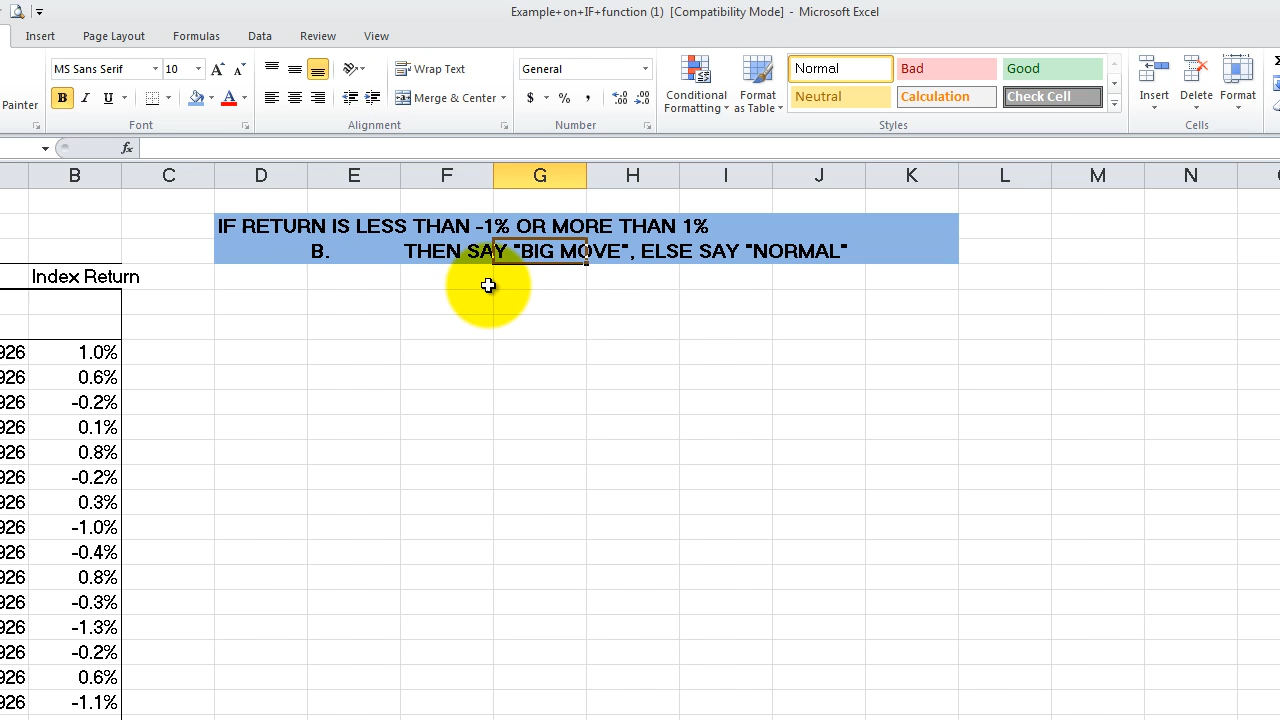 Example+on+IF+function (1) [Compatibility Mode] - Microsoft Excel
Insert Page Layout Formulas Data Review View
MS Sans Serif 10 A A Wrap Text General Normal Bad Good
Painter B I U A Merge & Center $ % , .0 .00 .00 .0 Conditional Formatting Format as Table Neutral Calculation Check Cell Insert Delete Format
Font Alignment Number Styles Cells
fx
B C D E F G H I J K L M N
IF RETURN IS LESS THAN -1% OR MORE THAN 1%
B. THEN SAY "BIG MOVE", ELSE SAY "NORMAL"
Index Return
926 1.0%
926 0.6%
926 -0.2%
926 0.1%
926 0.8%
926 -0.2%
926 0.3%
926 -1.0%
926 -0.4%
926 0.8%
926 -0.3%
926 -1.3%
926 -0.2%
926 0.6%
926 -1.1%